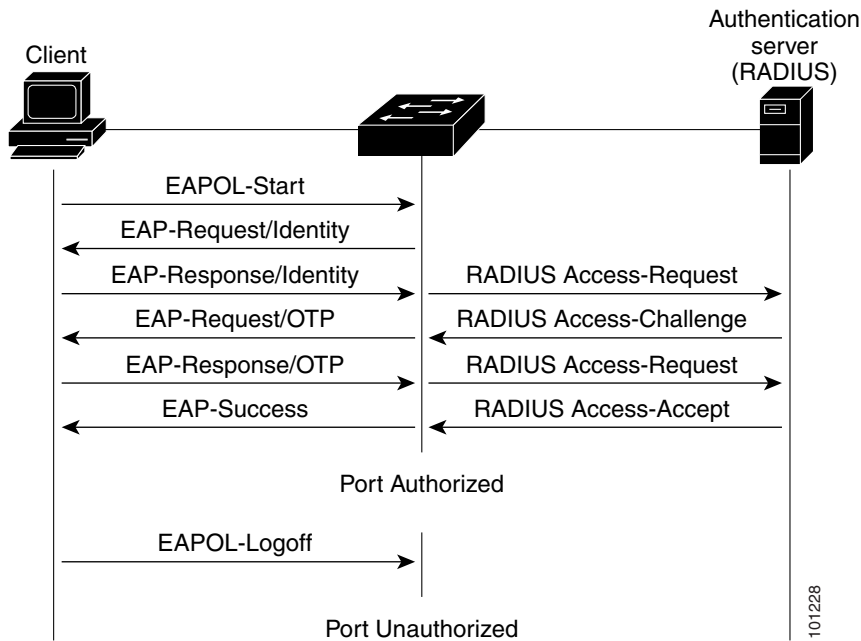 Client
Authentication
server
(RADIUS)
EAPOL-Start
EAP-Request/Identity
EAP-Response/Identity
RADIUS Access-Request
EAP-Request/OTP
RADIUS Access-Challenge
EAP-Response/OTP
RADIUS Access-Request
EAP-Success
RADIUS Access-Accept
Port Authorized
EAPOL-Logoff
Port Unauthorized
101228